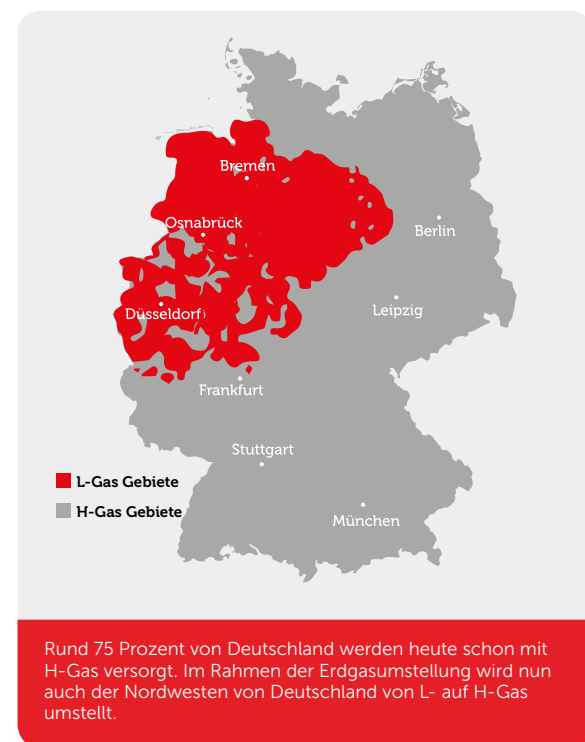 Bremen
Osnabrück
Berlin
Düsseldorf
Leipzig
Frankfurt
Stuttgart
L-Gas Gebiete
H-Gas Gebiete
München
Rund 75 Prozent von Deutschland werden heute schon mit
H-Gas versorgt. Im Rahmen der Erdgasumstellung wird nun
auch der Nordwesten von Deutschland von L- auf H-Gas
umstellt.